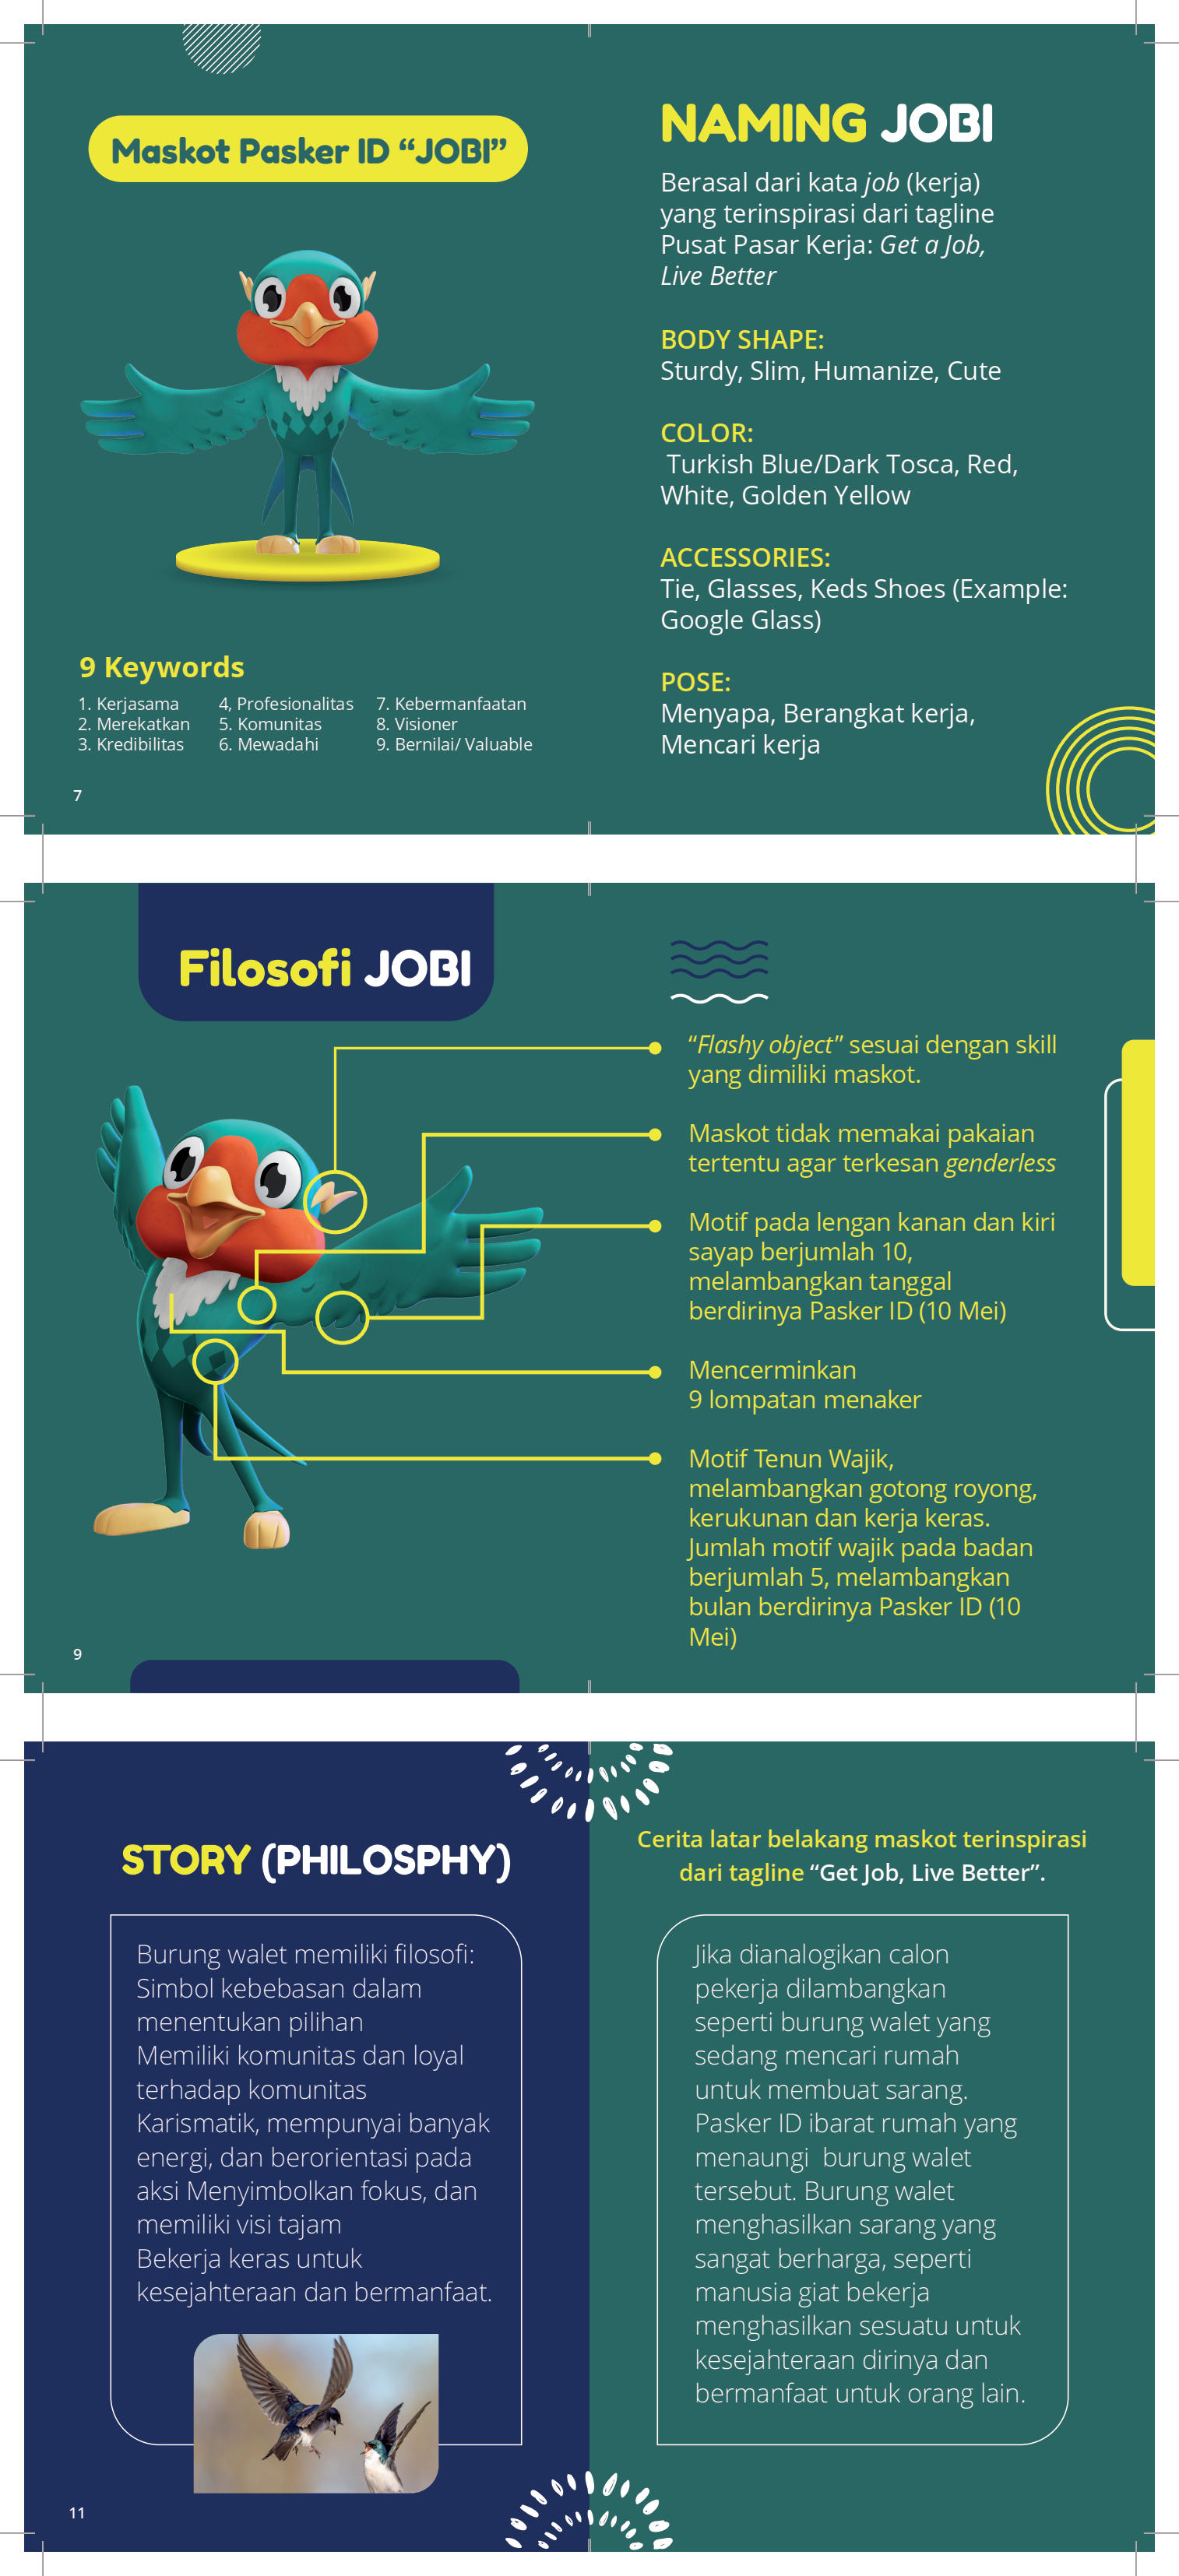 Maskot Pasker ID “JOBI”
9 Keywords
1. Kerjasama
2. Merekatkan
3. Kredibilitas
4, Profesionalitas
5. Komunitas
6. Mewadahi
7. Kebermanfaatan
8. Visioner
9. Bernilai/ Valuable
7
NAMING JOBI
Berasal dari kata job (kerja)
yang terinspirasi dari tagline
Pusat Pasar Kerja: Get a Job,
Live Better
BODY SHAPE:
Sturdy, Slim, Humanize, Cute
COLOR:
Turkish Blue/Dark Tosca, Red,
White, Golden Yellow
ACCESSORIES:
Tie, Glasses, Keds Shoes (Example:
Google Glass)
POSE:
Menyapa, Berangkat kerja,
Mencari kerja
Filosofi JOBI
“Flashy object” sesuai dengan skill
yang dimiliki maskot.
Maskot tidak memakai pakaian
tertentu agar terkesan genderless
Motif pada lengan kanan dan kiri
sayap berjumlah 10,
melambangkan tanggal
berdirinya Pasker ID (10 Mei)
Mencerminkan
9 lompatan menaker
Motif Tenun Wajik,
melambangkan gotong royong,
kerukunan dan kerja keras.
Jumlah motif wajik pada badan
berjumlah 5, melambangkan
bulan berdirinya Pasker ID (10
Mei)
9
STORY (PHILOSPHY)
Burung walet memiliki filosofi:
Simbol kebebasan dalam
menentukan pilihan
Memiliki komunitas dan loyal
terhadap komunitas
Karismatik, mempunyai banyak
energi, dan berorientasi pada
aksi Menyimbolkan fokus, dan
memiliki visi tajam
Bekerja keras untuk
kesejahteraan dan bermanfaat.
11
Cerita latar belakang maskot terinspirasi
dari tagline “Get Job, Live Better”.
Jika dianalogikan calon
pekerja dilambangkan
seperti burung walet yang
sedang mencari rumah
untuk membuat sarang.
Pasker ID ibarat rumah yang
menaungi burung walet
tersebut. Burung walet
menghasilkan sarang yang
sangat berharga, seperti
manusia giat bekerja
menghasilkan sesuatu untuk
kesejahteraan dirinya dan
bermanfaat untuk orang lain.